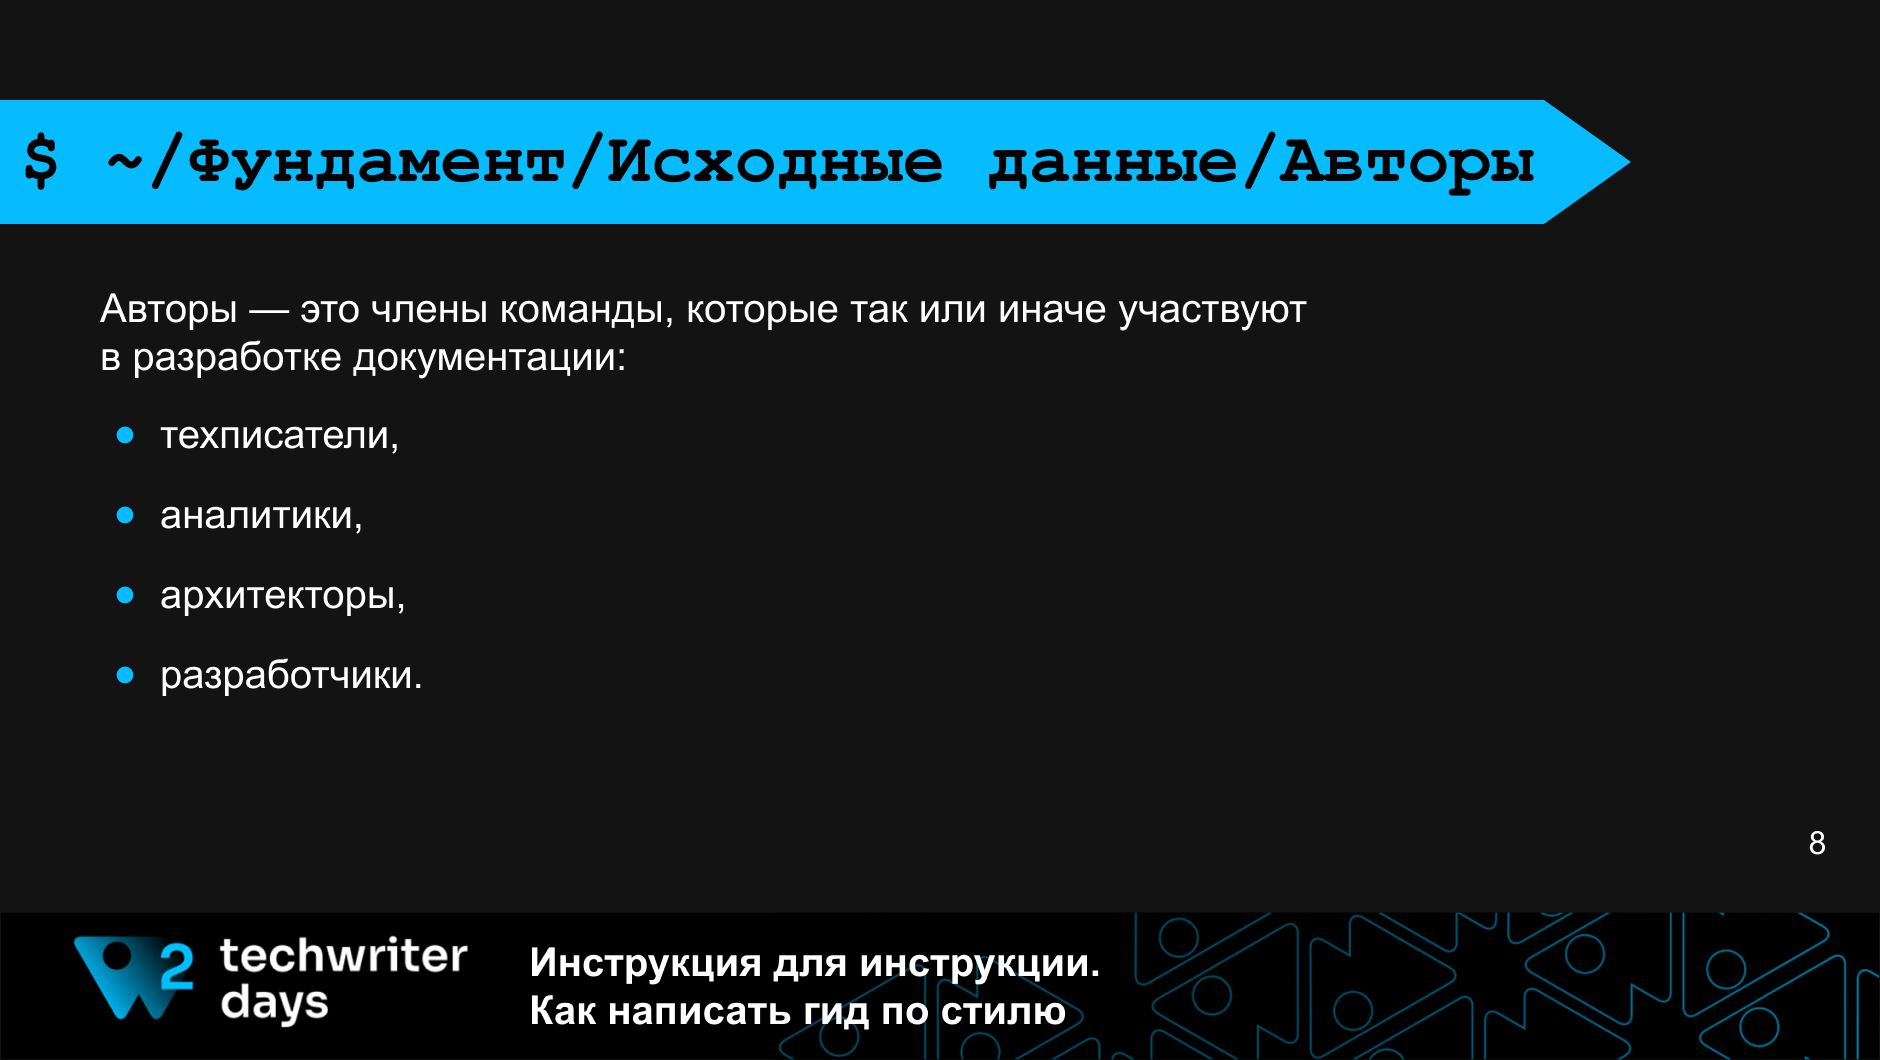 $ ~/Фундамент/Исходные данные/Авторы
Авторы — это члены команды, которые так или иначе участвуют
в разработке документации:
● техписатели,
● аналитики,
● архитекторы,
● разработчики.
8
2 techwriter
days
Инструкция для инструкции.
Как написать гид по стилю